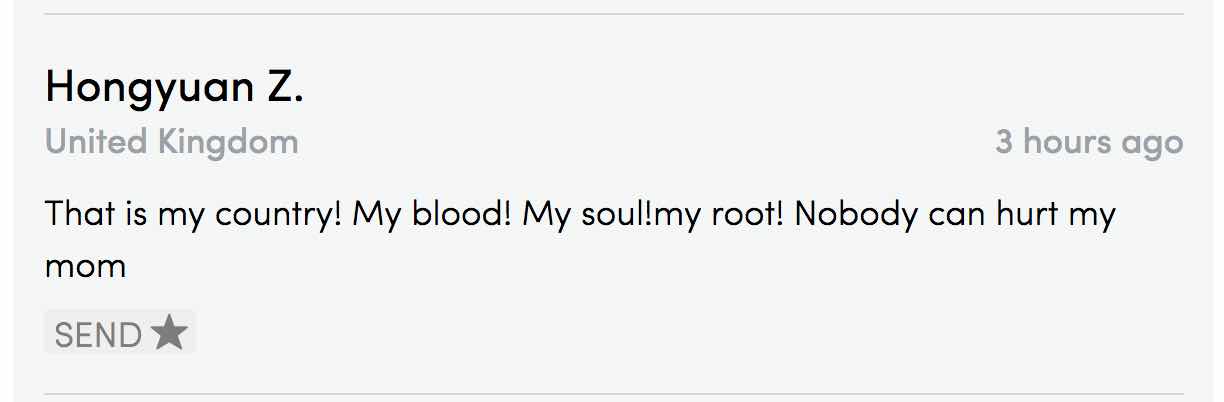 Hongyuan Z.
United Kingdom
3 hours ago
That is my country! My blood! My soul!my root! Nobody can hurt my
mom
SEND